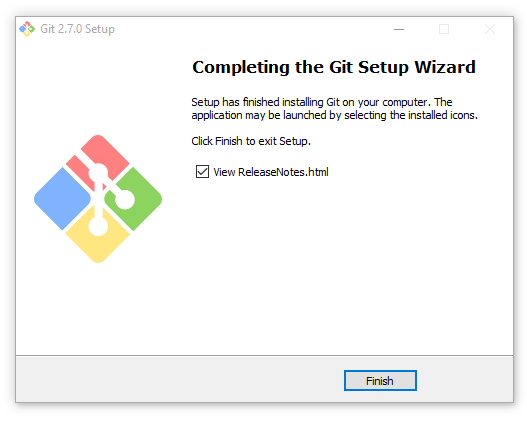 Git 2.7.0 Setup
Completing the Git Setup Wizard
Setup has finished installing Git on your computer. The
application may be launched by selecting the installed icons.
Click Finish to exit Setup.
View ReleaseNotes.html
Finish